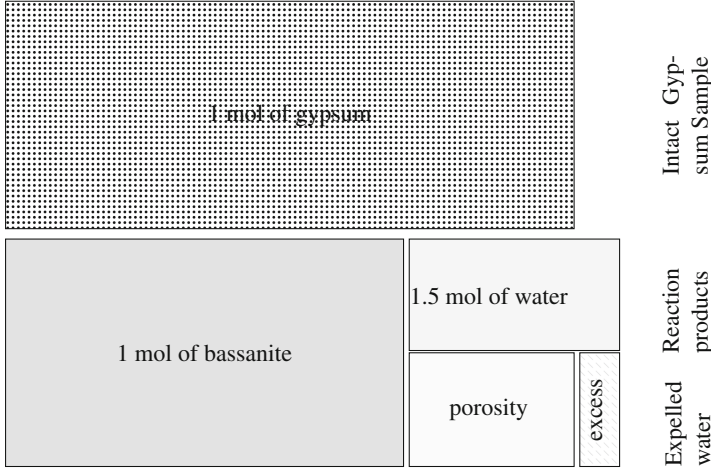 1 mol of gypsum
Intact Gyp-
sum Sample
1 mol of bassanite
1.5 mol of water
Reaction
products
porosity
excess
Expelled
water